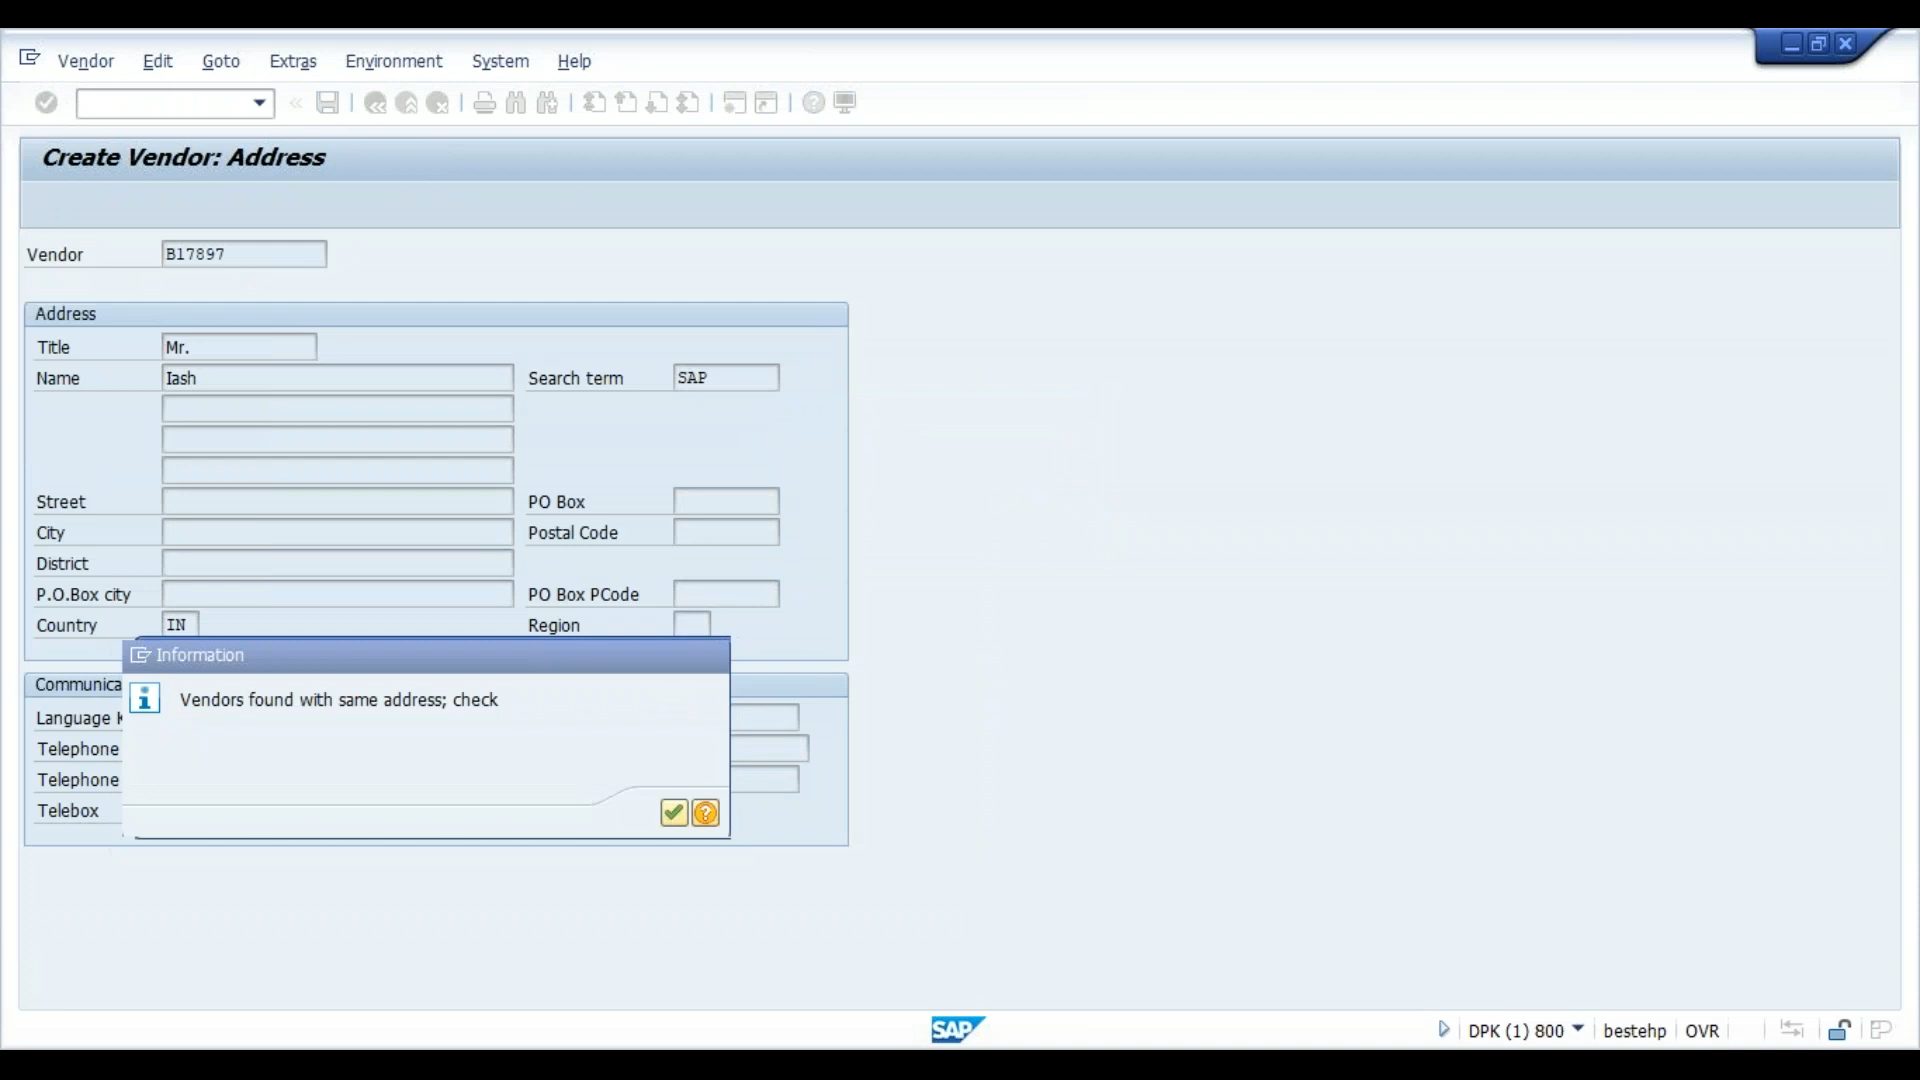 Vendor Edit Goto Extras Environment System Help
Create Vendor: Address
Vendor B17897
Address
Title Mr.
Name Iash Search term SAP
Street PO Box
City Postal Code
District
P.O.Box city PO Box PCode
Country IN Region
Information
Communica
Vendors found with same address; check
Language K
Telephone
Telephone
Telebox
SAP DPK (1) 800 bestehp OVR